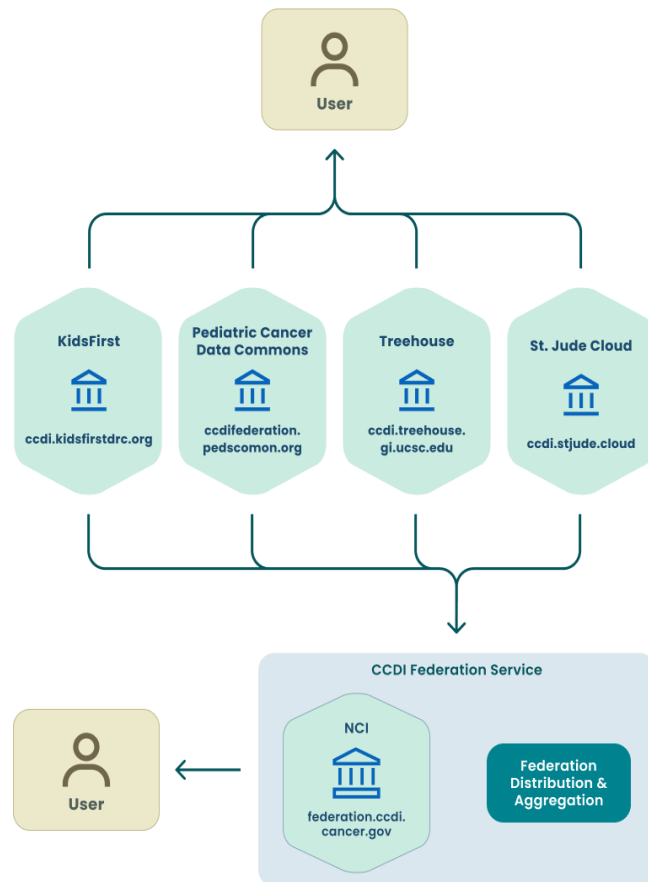 User
KidsFirst
ccdi.kidsfirstdrc.org
Pediatric Cancer
Data Commons
ccdifederation.
pedscomon.org
Treehouse
ccdi.treehouse.
gi.ucsc.edu
St. Jude Cloud
ccdi.stjude.cloud
CCDI Federation Service
User
NCI
federation.ccdi.
cancer.gov
Federation
Distribution &
Aggregation